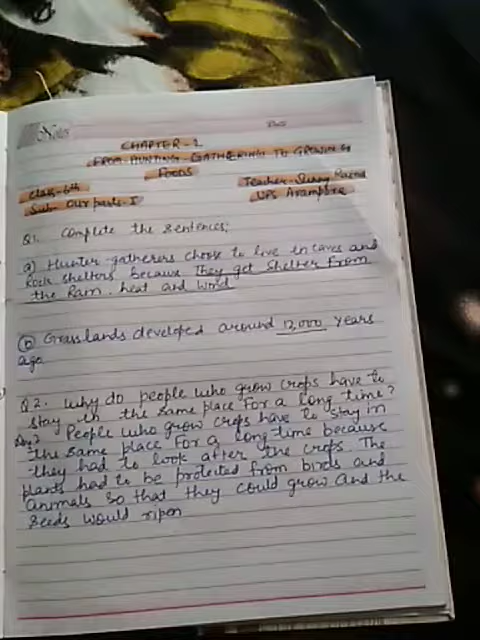 Notes
Date
CHAPTER-2
FROM HUNTING-GATHERING TO GROWING
FOODS
Class-6th
Teacher-Sunny Raina
Sub- Our pasts-I
UPS Arampora
Q1. Complete the sentences;
a) Hunter-gatherers chose to live in caves and
Rock shelters because They get shelter from
the Rain. heat and wind
(b) Grasslands developed around 12,000 years
ago
Q2. Why do people who grow crops have to
stay in the same place for a long time?
Ans? People who grow crops have to stay in
the same place for a long time because
they had to look after the crops The
plants had to be protected from birds and
animals so that they could grow and the
seeds would ripen